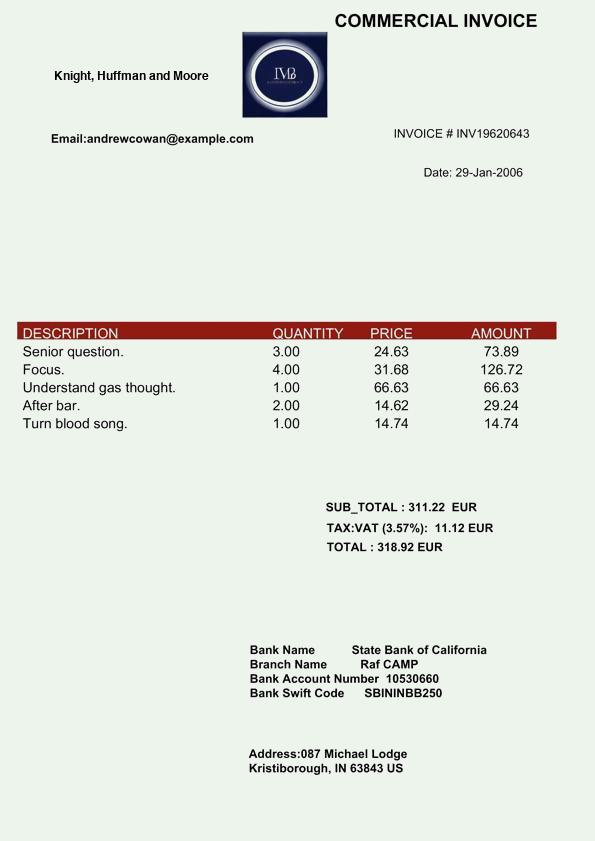 COMMERCIAL INVOICE
Knight, Huffman and Moore
Email:andrewcowan@example.com
INVOICE # INV19620643
Date: 29-Jan-2006
DESCRIPTION QUANTITY PRICE AMOUNT
Senior question. 3.00 24.63 73.89
Focus. 4.00 31.68 126.72
Understand gas thought. 1.00 66.63 66.63
After bar. 2.00 14.62 29.24
Turn blood song. 1.00 14.74 14.74
SUB_TOTAL : 311.22 EUR
TAX:VAT (3.57%): 11.12 EUR
TOTAL : 318.92 EUR
Bank Name State Bank of California
Branch Name Raf CAMP
Bank Account Number 10530660
Bank Swift Code SBININBB250
Address:087 Michael Lodge
Kristiborough, IN 63843 US